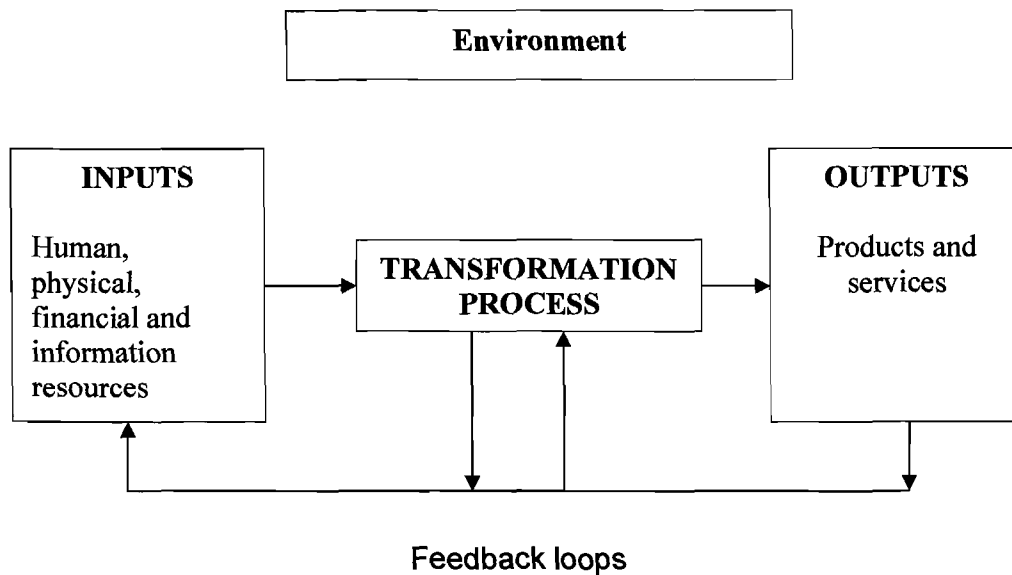 Environment
INPUTS
Human,
physical,
financial and
information
resources
TRANSFORMATION
PROCESS
OUTPUTS
Products and
services
Feedback loops